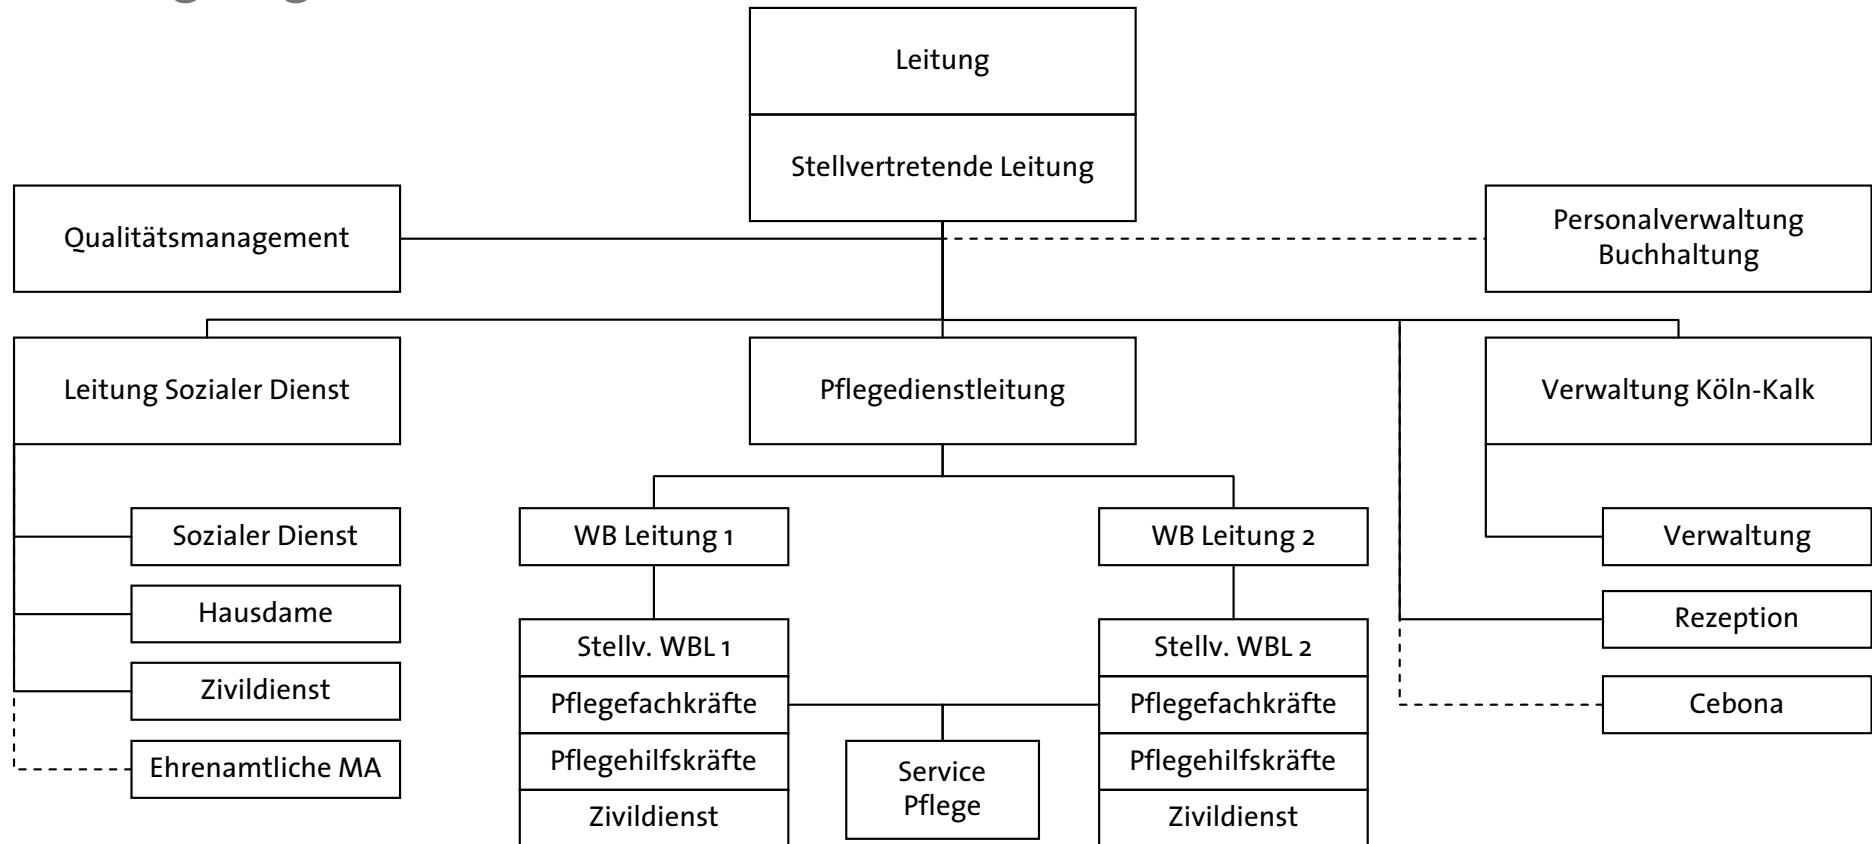 Leitung
Stellvertretende Leitung
Qualitätsmanagement
Personalverwaltung
Buchhaltung
Leitung Sozialer Dienst
Pflegedienstleitung
Verwaltung Köln-Kalk
Sozialer Dienst
Hausdame
Zivildienst
Ehrenamtliche MA
WB Leitung 1
Stellv. WBL 1
Pflegefachkräfte
Pflegehilfskräfte
Zivildienst
Service
Pflege
WB Leitung 2
Stellv. WBL 2
Pflegefachkräfte
Pflegehilfskräfte
Zivildienst
Verwaltung
Rezeption
Cebona